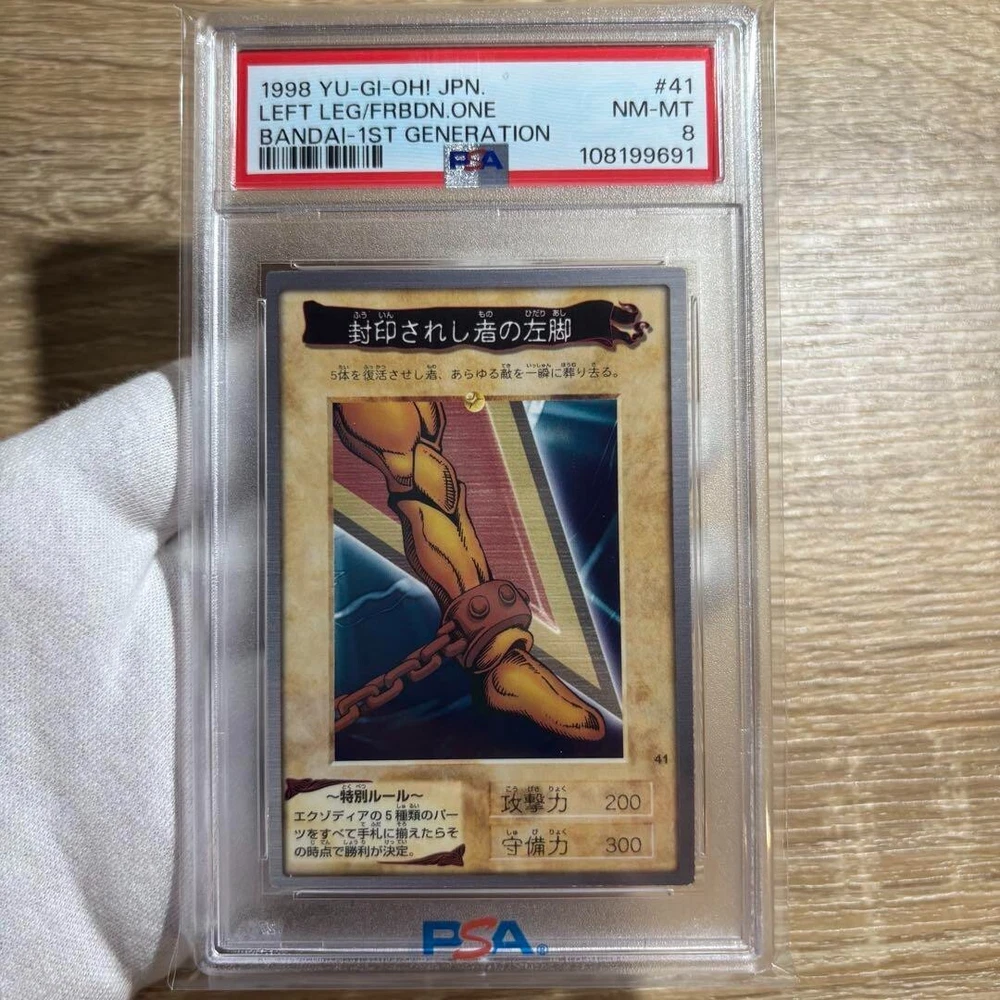 1998 YU-GI-OH! JPN. #41
LEFT LEG/FRBDN.ONE NM-MT
BANDAI-1ST GENERATION 8
PSA 108199691
封印されし者の左脚
5体を復活させし者、あらゆる敵を一瞬に葬り去る。
41
〜特別ルール〜
エクゾディアの5種類のパー
ツをすべて手札に揃えたらそ
の時点で勝利が決定。
攻撃力 200
守備力 300
PSA®